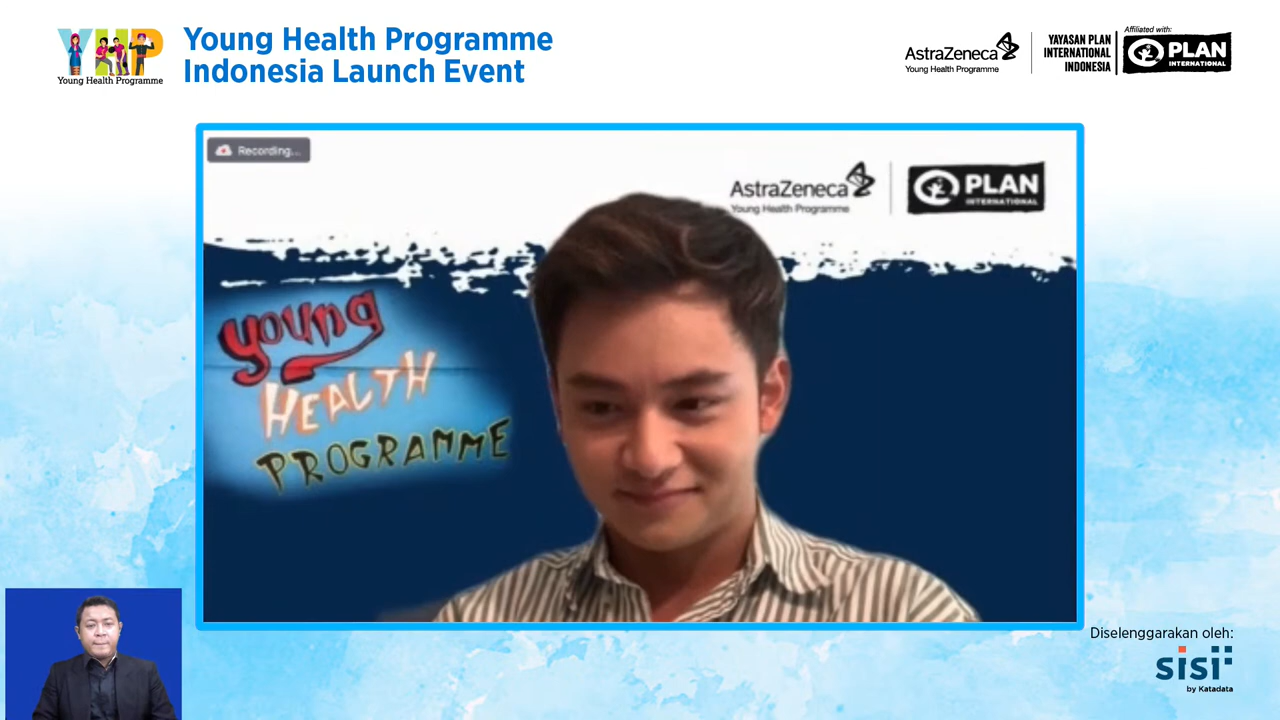 YHP
Young Health Programme
Young Health Programme
Indonesia Launch Event
AstraZeneca
Young Health Programme
YAYASAN PLAN
INTERNATIONAL
INDONESIA
Affiliated with:
PLAN
INTERNATIONAL
Recording...
AstraZeneca
Young Health Programme
PLAN
INTERNATIONAL
young
HEALTH
PROGRAMME
Diselenggarakan oleh:
sisi
by Katadata